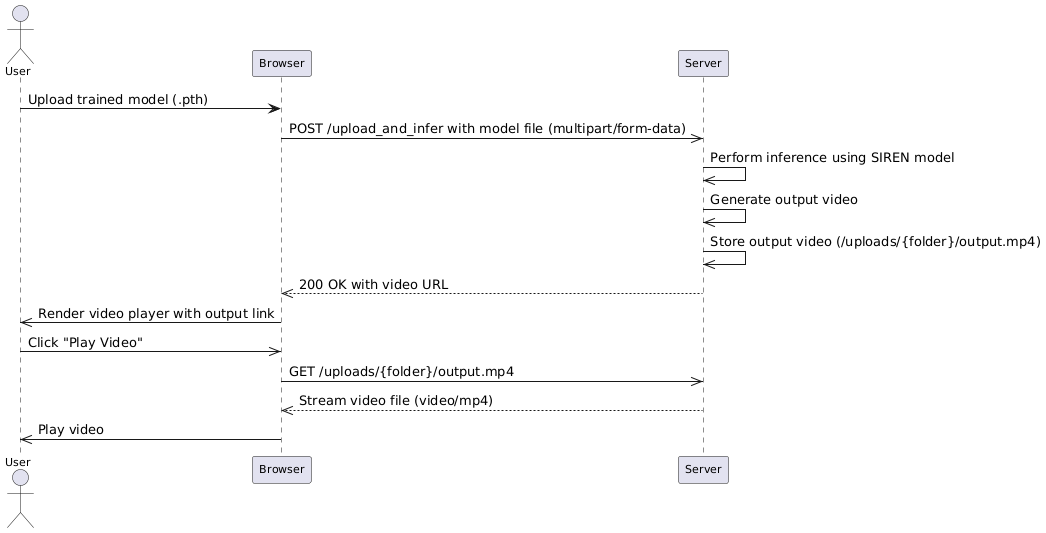 User
Browser
Server
Upload trained model (.pth)
POST /upload_and_infer with model file (multipart/form-data)
Perform inference using SIREN model
Generate output video
Store output video (/uploads/{folder}/output.mp4)
200 OK with video URL
Render video player with output link
Click "Play Video"
GET /uploads/{folder}/output.mp4
Stream video file (video/mp4)
Play video
User
Browser
Server